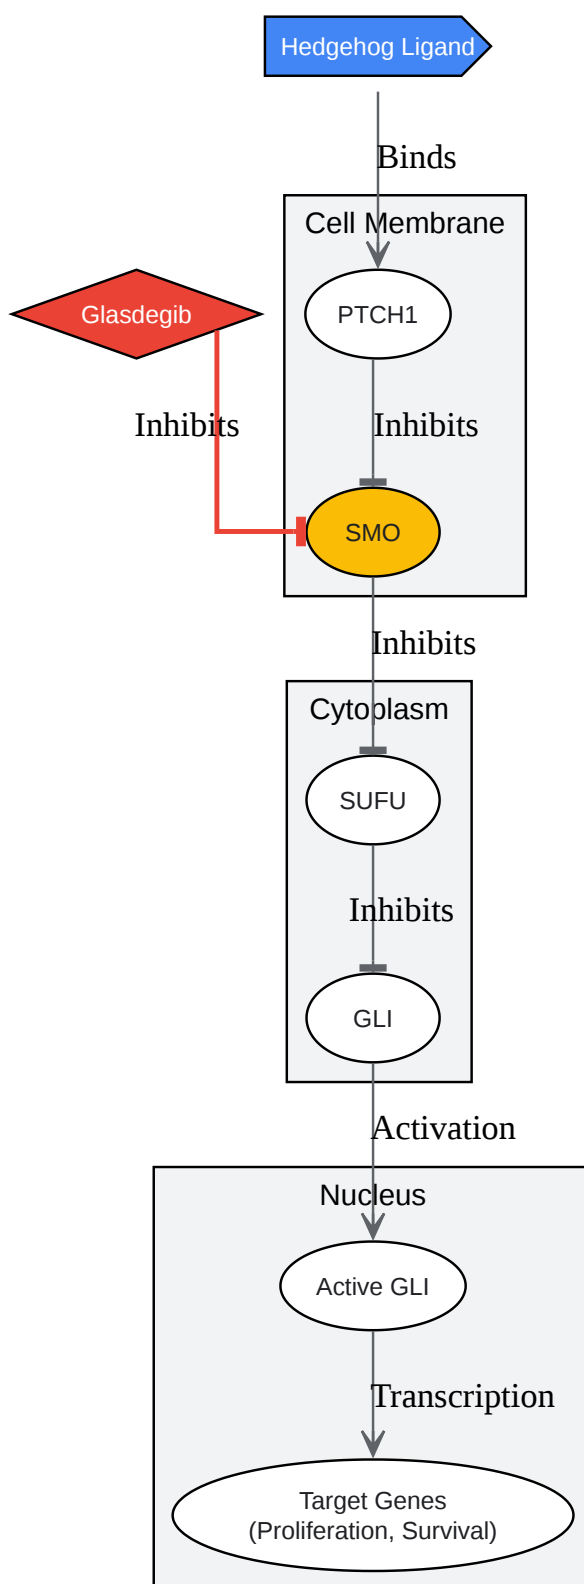 Hedgehog Ligand
Binds
Cell Membrane
Glasdegib
PTCH1
Inhibits
Inhibits
SMO
Inhibits
Cytoplasm
SUFU
Inhibits
GLI
Activation
Nucleus
Active GLI
Transcription
Target Genes
(Proliferation, Survival)